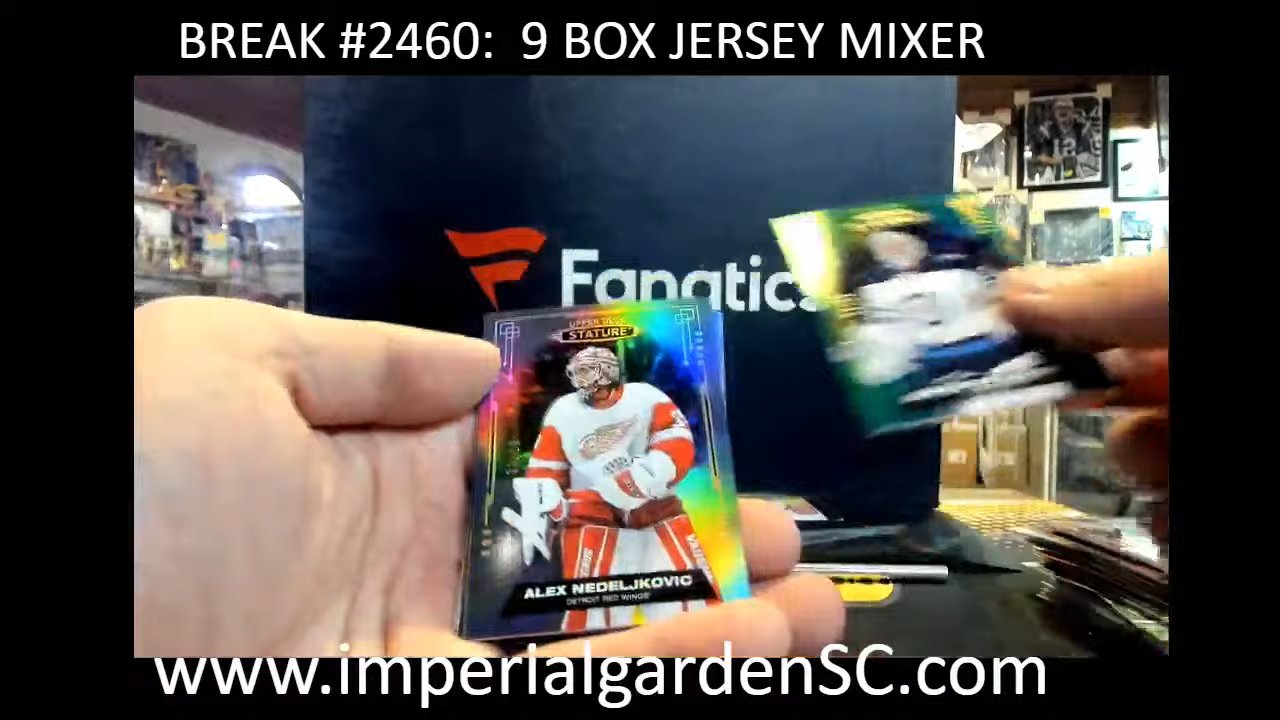 BREAK #2460:  9 BOX JERSEY MIXER
Fanatics
UPPER DECK
STATURE
ALEX NEDELJKOVIC
DETROIT RED WINGS
www.imperialgardenSC.com